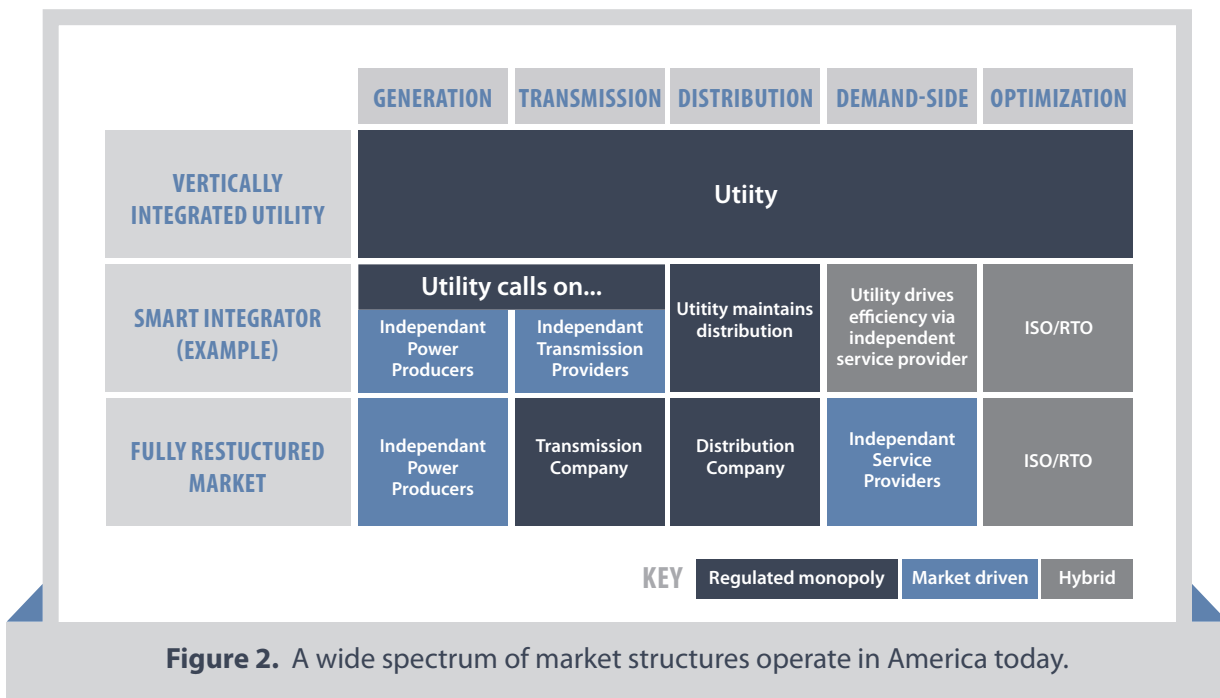 GENERATION TRANSMISSION DISTRIBUTION DEMAND-SIDE OPTIMIZATION
VERTICALLY
INTEGRATED UTILITY
Utiity
SMART INTEGRATOR
(EXAMPLE)
Utility calls on...
Independant
Power
Producers
Independant
Transmission
Providers
Utitity maintains
distribution
Utility drives
efficiency via
independent
service provider
ISO/RTO
FULLY RESTUCTURED
MARKET
Independant
Power
Producers
Transmission
Company
Distribution
Company
Independant
Service
Providers
ISO/RTO
KEY Regulated monopoly Market driven Hybrid
Figure 2. A wide spectrum of market structures operate in America today.